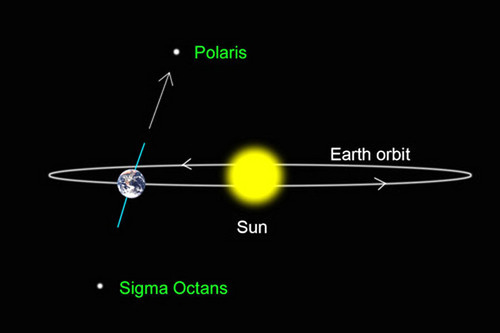 Polaris
Earth orbit
Sun
Sigma Octans